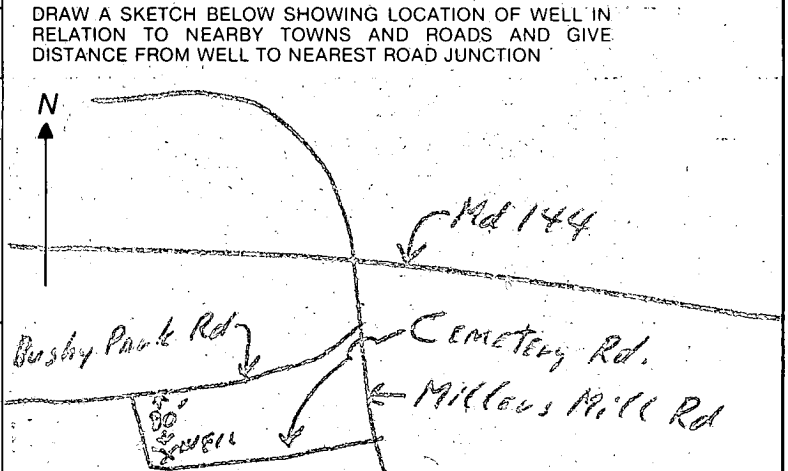 DRAW A SKETCH BELOW SHOWING LOCATION OF WELL IN
RELATION TO NEARBY TOWNS AND ROADS AND GIVE
DISTANCE FROM WELL TO NEAREST ROAD JUNCTION
N
Md 144
Bushy Park Rd
CEMETERY Rd.
Millers Mill Rd
WELL